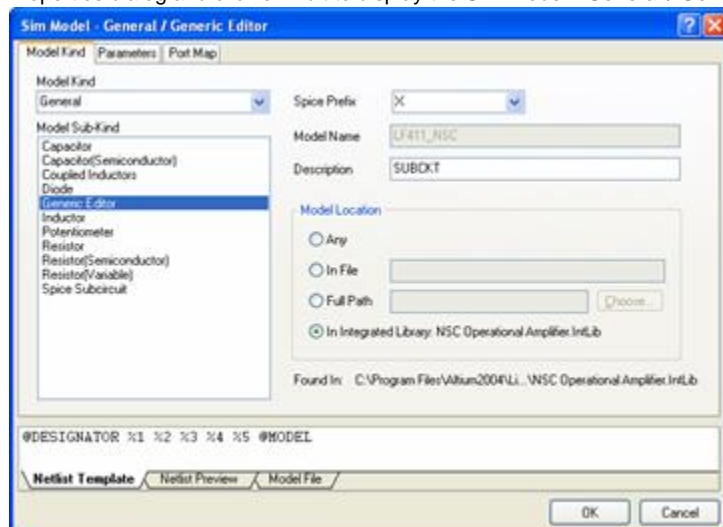 Sim Model - General / Generic Editor
Model Kind Parameters Port Map
Model Kind
General
Spice Prefix X
Model Sub-Kind
Model Name LF411_NSC
Capacitor
Capacitor(Semiconductor)
Coupled Inductors
Description SUBCKT
Diode
Generic Editor
Inductor
Potentiometer
Resistor
Resistor(Semiconductor)
Resistor(Variable)
Spice Subcircuit
Model Location
Any
In File
Full Path Choose...
In Integrated Library: NSC Operational Amplifier.IntLib
Found In: C:\Program Files\Altium2004\Li...\NSC Operational Amplifier.IntLib
@DESIGNATOR %1 %2 %3 %4 %5 @MODEL
Netlist Template Netlist Preview Model File
OK Cancel